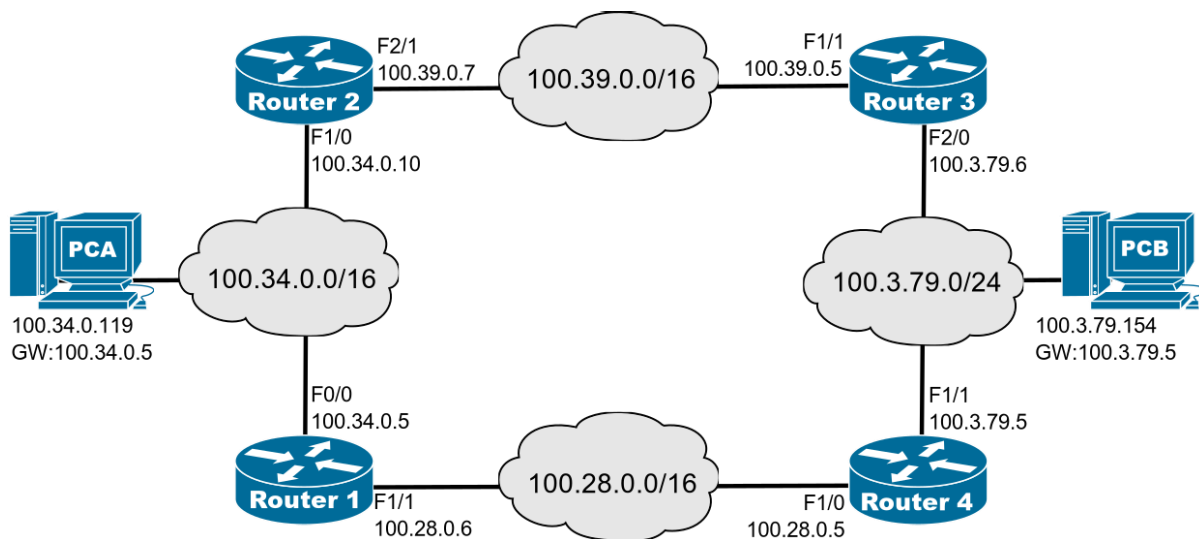 F2/1
100.39.0.7
Router 2
100.39.0.0/16
F1/1
100.39.0.5
Router 3
F1/0
100.34.0.10
F2/0
100.3.79.6
PCA
100.34.0.119
GW:100.34.0.5
100.34.0.0/16
100.3.79.0/24
PCB
100.3.79.154
GW:100.3.79.5
F0/0
100.34.0.5
F1/1
100.3.79.5
Router 1
F1/1
100.28.0.6
100.28.0.0/16
F1/0
100.28.0.5
Router 4